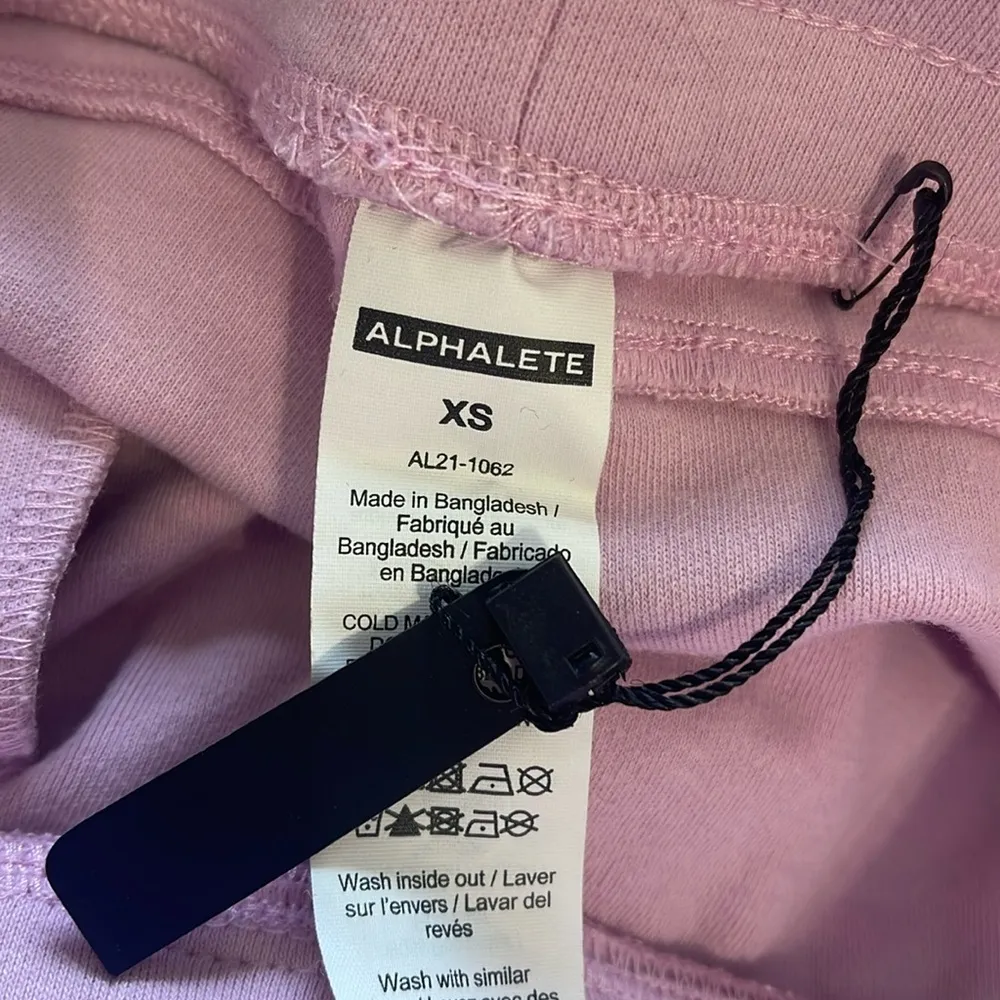 ALPHALETE
XS
AL21-1062
Made in Bangladesh /
Fabriqué au
Bangladesh / Fabricado
en
COLD
Wash inside out / Laver
sur l'envers / Lavar del
revés
Wash with similar